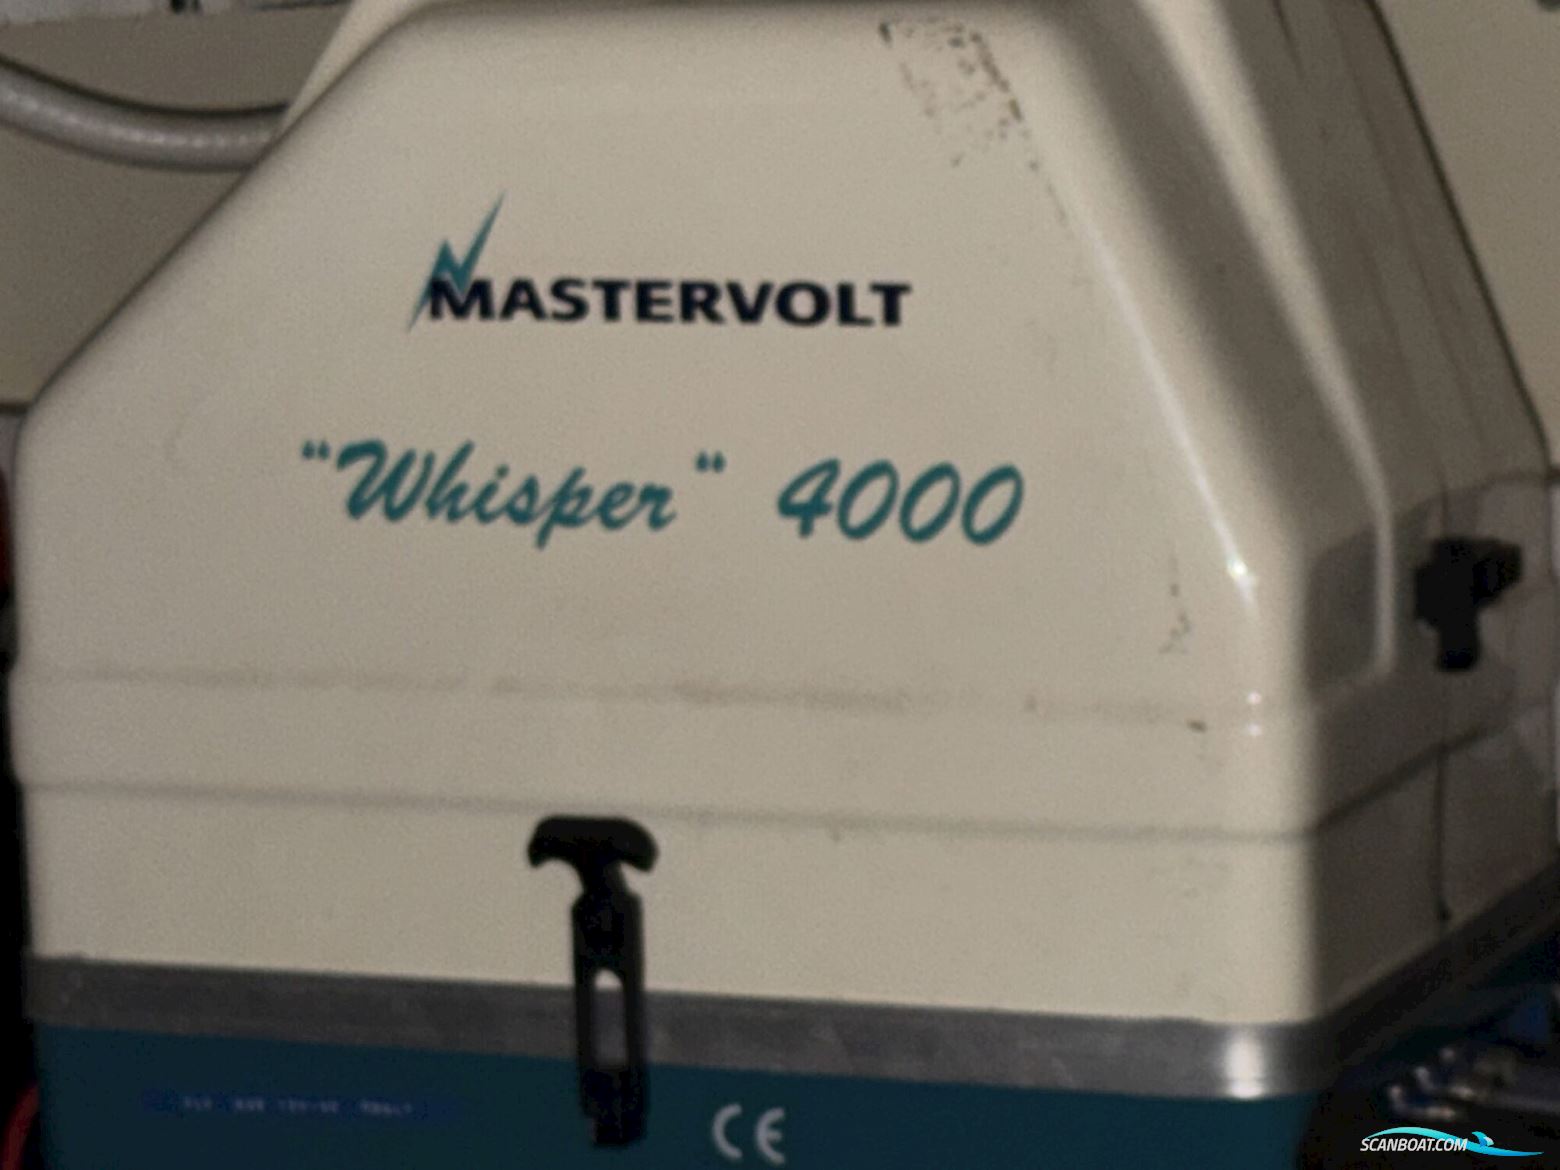 MASTERVOLT
“Whisper“ 4000
CE
SCANBOAT.COM